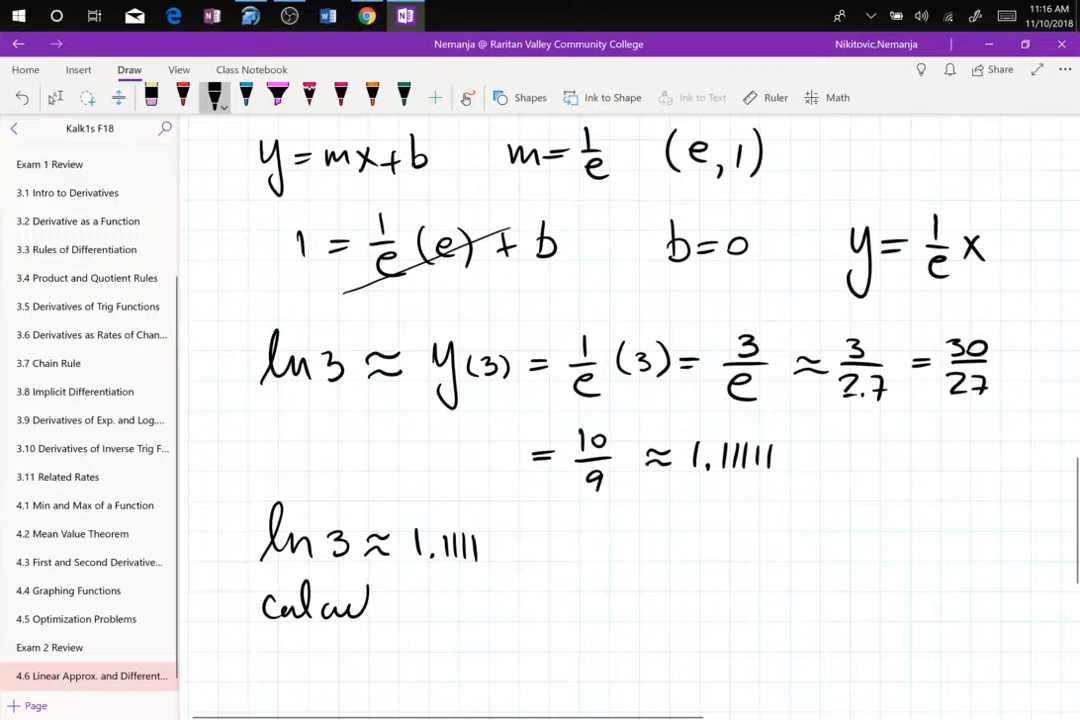 11:16 AM
11/10/2018
Nemanja @ Raritan Valley Community College
Nikitovic,Nemanja
Home Insert Draw View Class Notebook
Share
Shapes Ink to Shape Ink to Text Ruler Math
Kalk1s F18
Exam 1 Review
3.1 Intro to Derivatives
3.2 Derivative as a Function
3.3 Rules of Differentiation
3.4 Product and Quotient Rules
3.5 Derivatives of Trig Functions
3.6 Derivatives as Rates of Chan...
3.7 Chain Rule
3.8 Implicit Differentiation
3.9 Derivatives of Exp. and Log....
3.10 Derivatives of Inverse Trig F...
3.11 Related Rates
4.1 Min and Max of a Function
4.2 Mean Value Theorem
4.3 First and Second Derivative...
4.4 Graphing Functions
4.5 Optimization Problems
Exam 2 Review
4.6 Linear Approx. and Different...
+ Page
y = mx + b m = 1/e (e, 1)
1 = 1/e (e) + b b = 0 y = 1/e x
ln 3 ≈ y(3) = 1/e (3) = 3/e ≈ 3/2.7 = 30/27
= 10/9 ≈ 1.11111
ln 3 ≈ 1.1111
calcu